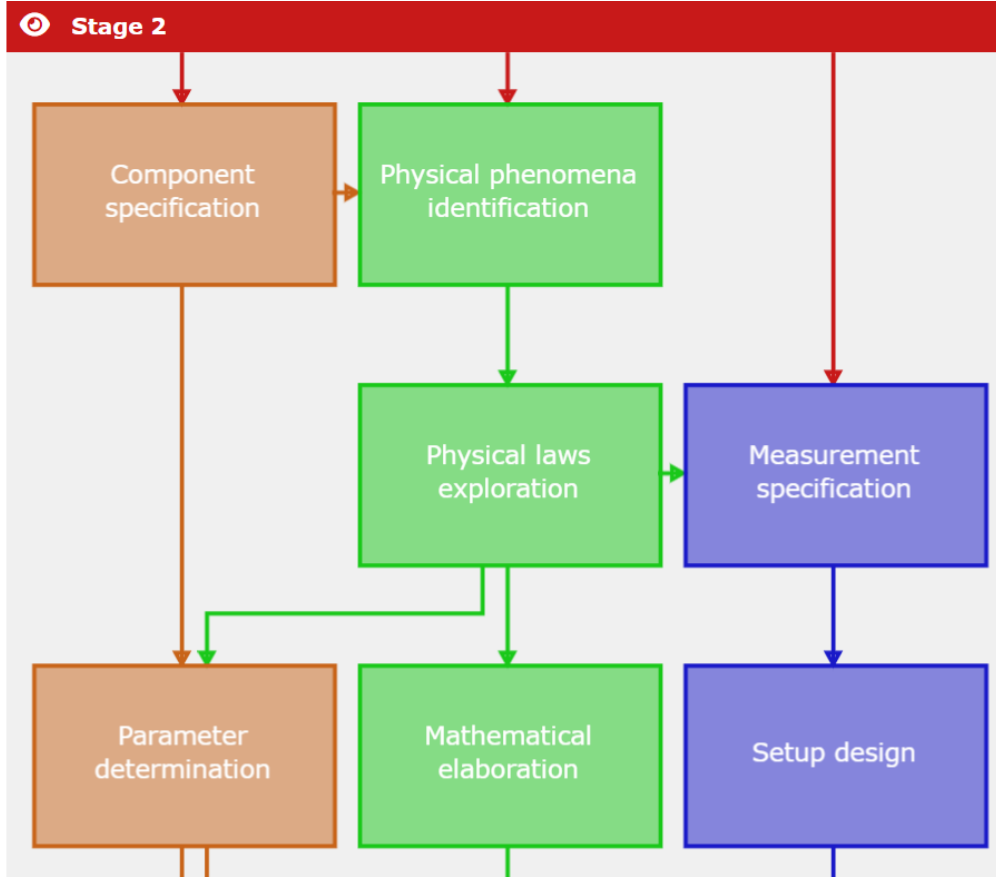 Stage 2
Component
specification
Physical phenomena
identification
Physical laws
exploration
Measurement
specification
Parameter
determination
Mathematical
elaboration
Setup design